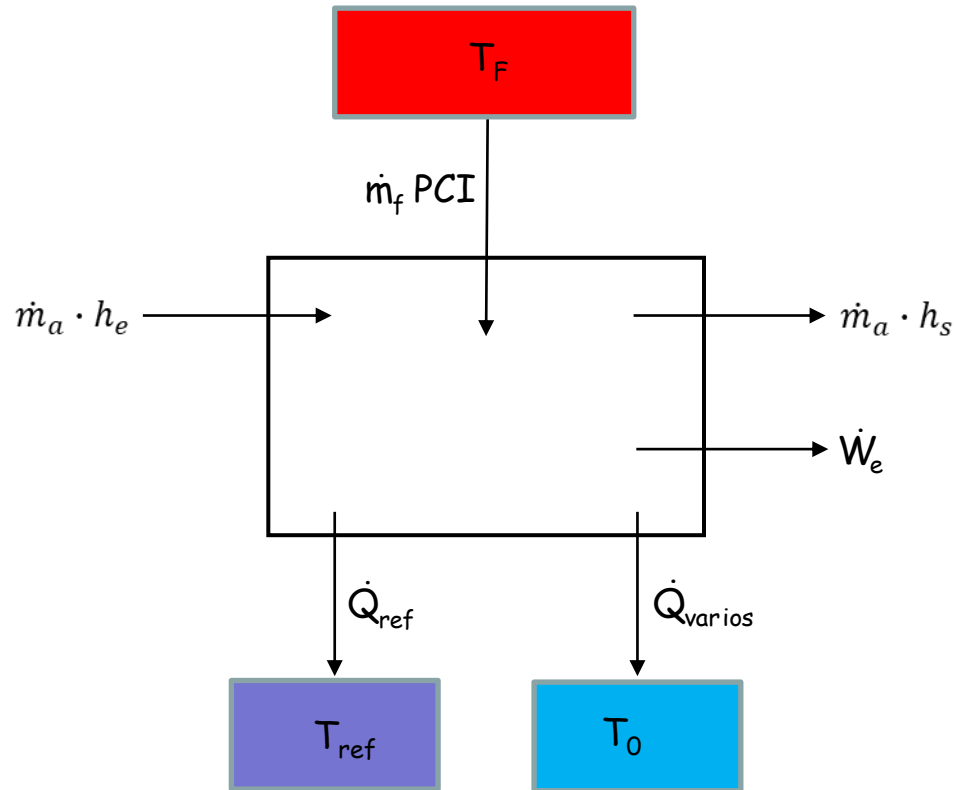 T_F
ṁ_f PCI
ṁ_a · h_e
ṁ_a · h_s
Ẇ_e
Q̇_ref
Q̇_varios
T_ref
T_0